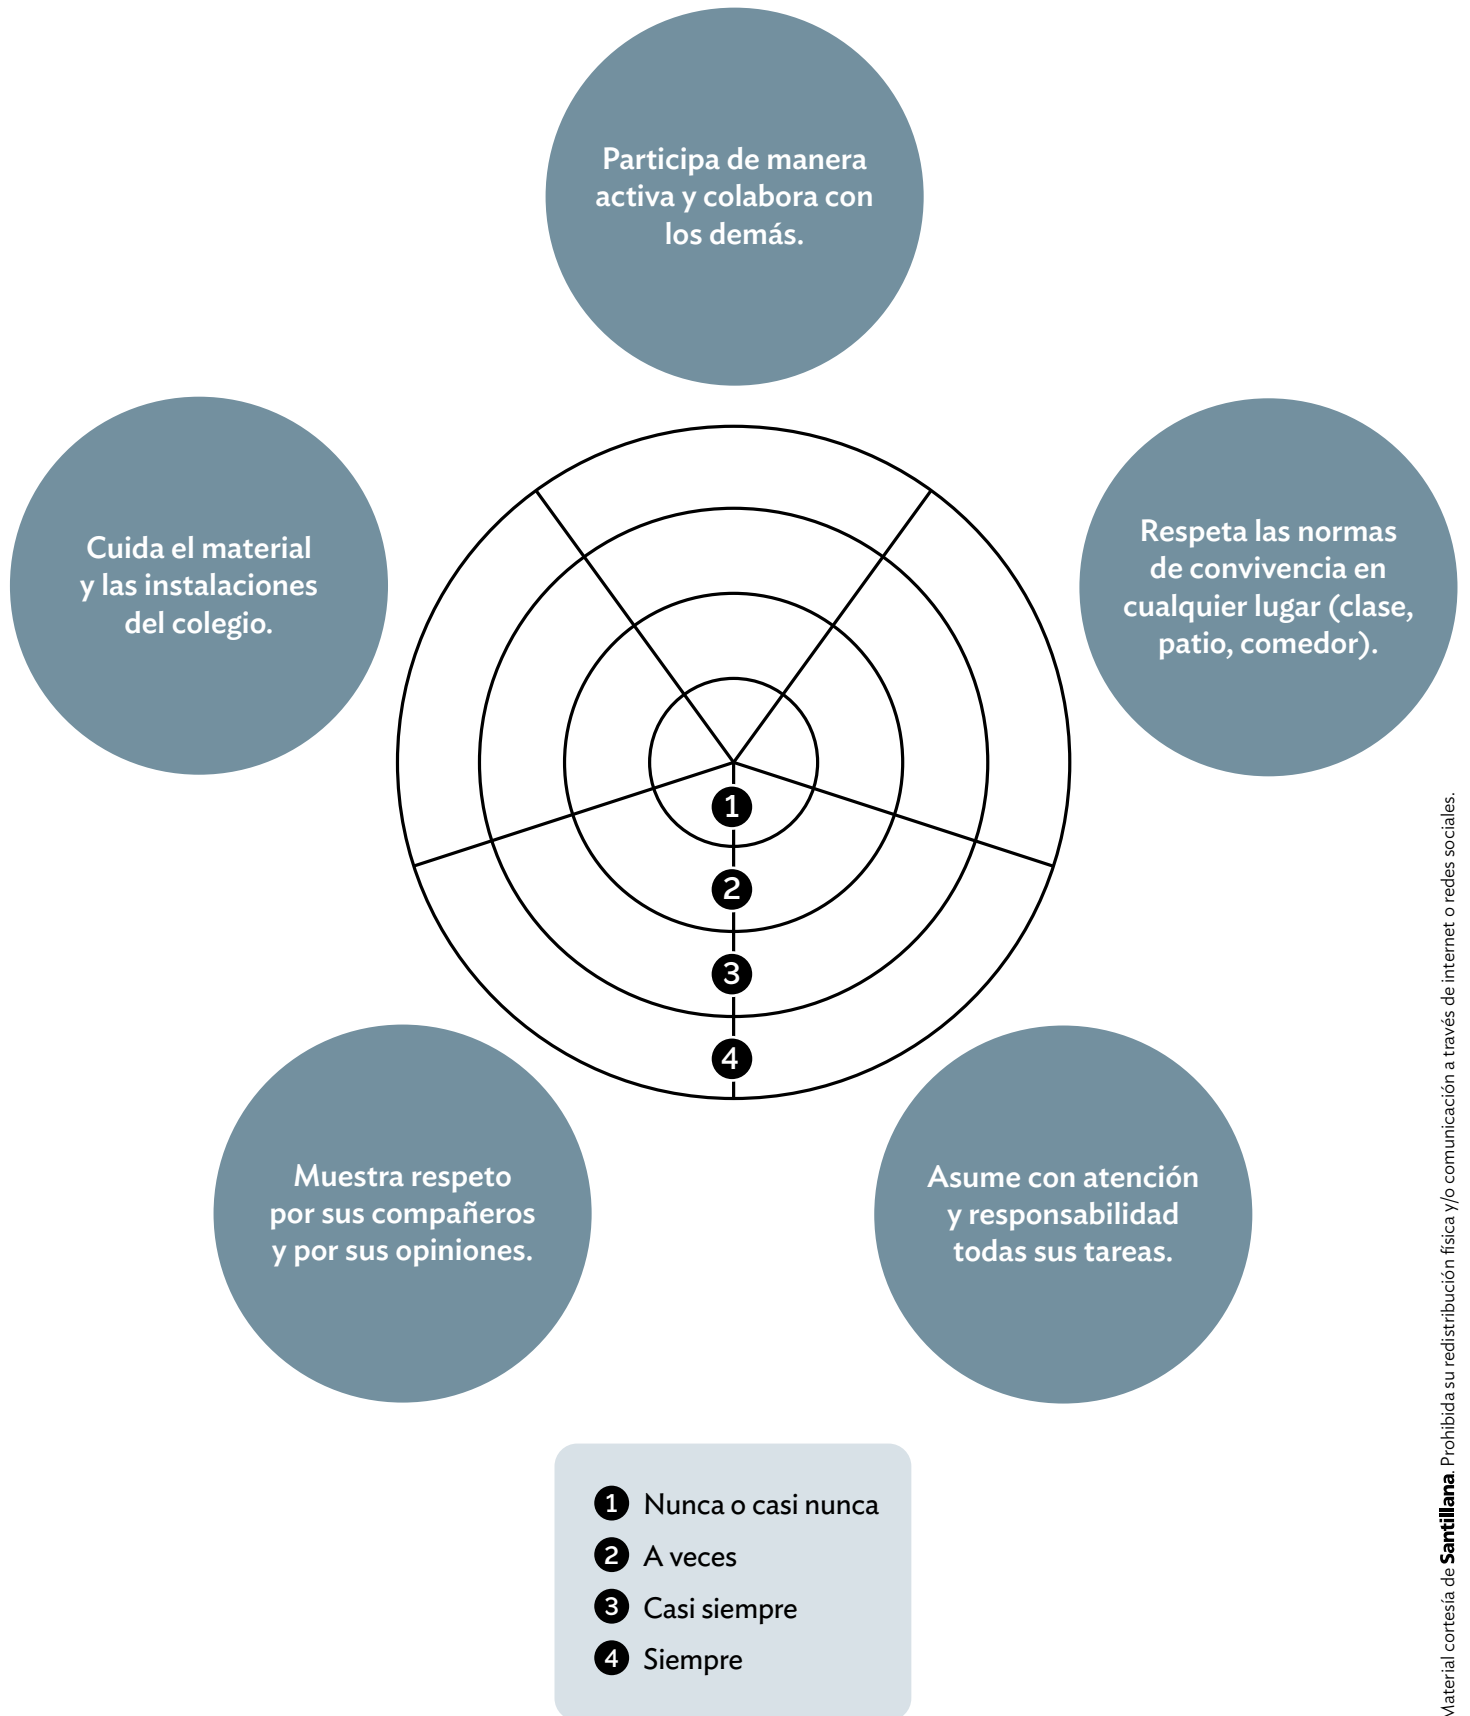 Participa de manera
activa y colabora con
los demás.
Cuida el material
y las instalaciones
del colegio.
Respeta las normas
de convivencia en
cualquier lugar (clase,
patio, comedor).
1
2
3
4
Muestra respeto
por sus compañeros
y por sus opiniones.
Asume con atención
y responsabilidad
todas sus tareas.
1 Nunca o casi nunca
2 A veces
3 Casi siempre
4 Siempre
Material cortesía de Santillana. Prohibida su redistribución física y/o comunicación a través de internet o redes sociales.